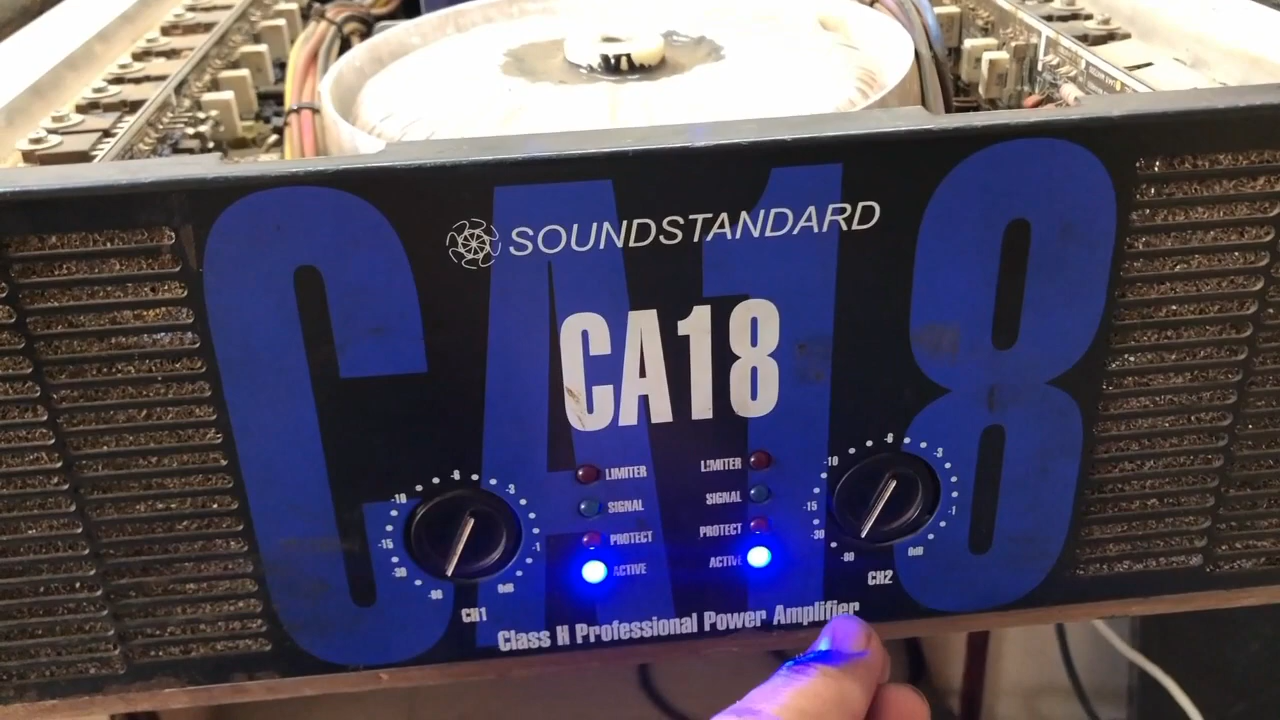 CA18
SOUNDSTANDARD
CA18
LIMITER
SIGNAL
PROTECT
ACTIVE
LIMITER
SIGNAL
PROTECT
ACTIVE
-80
-30
-15
-10
-6
-3
-1
0dB
CH1
-80
-30
-15
-10
-6
-3
-1
0dB
CH2
Class H Professional Power Amplifier